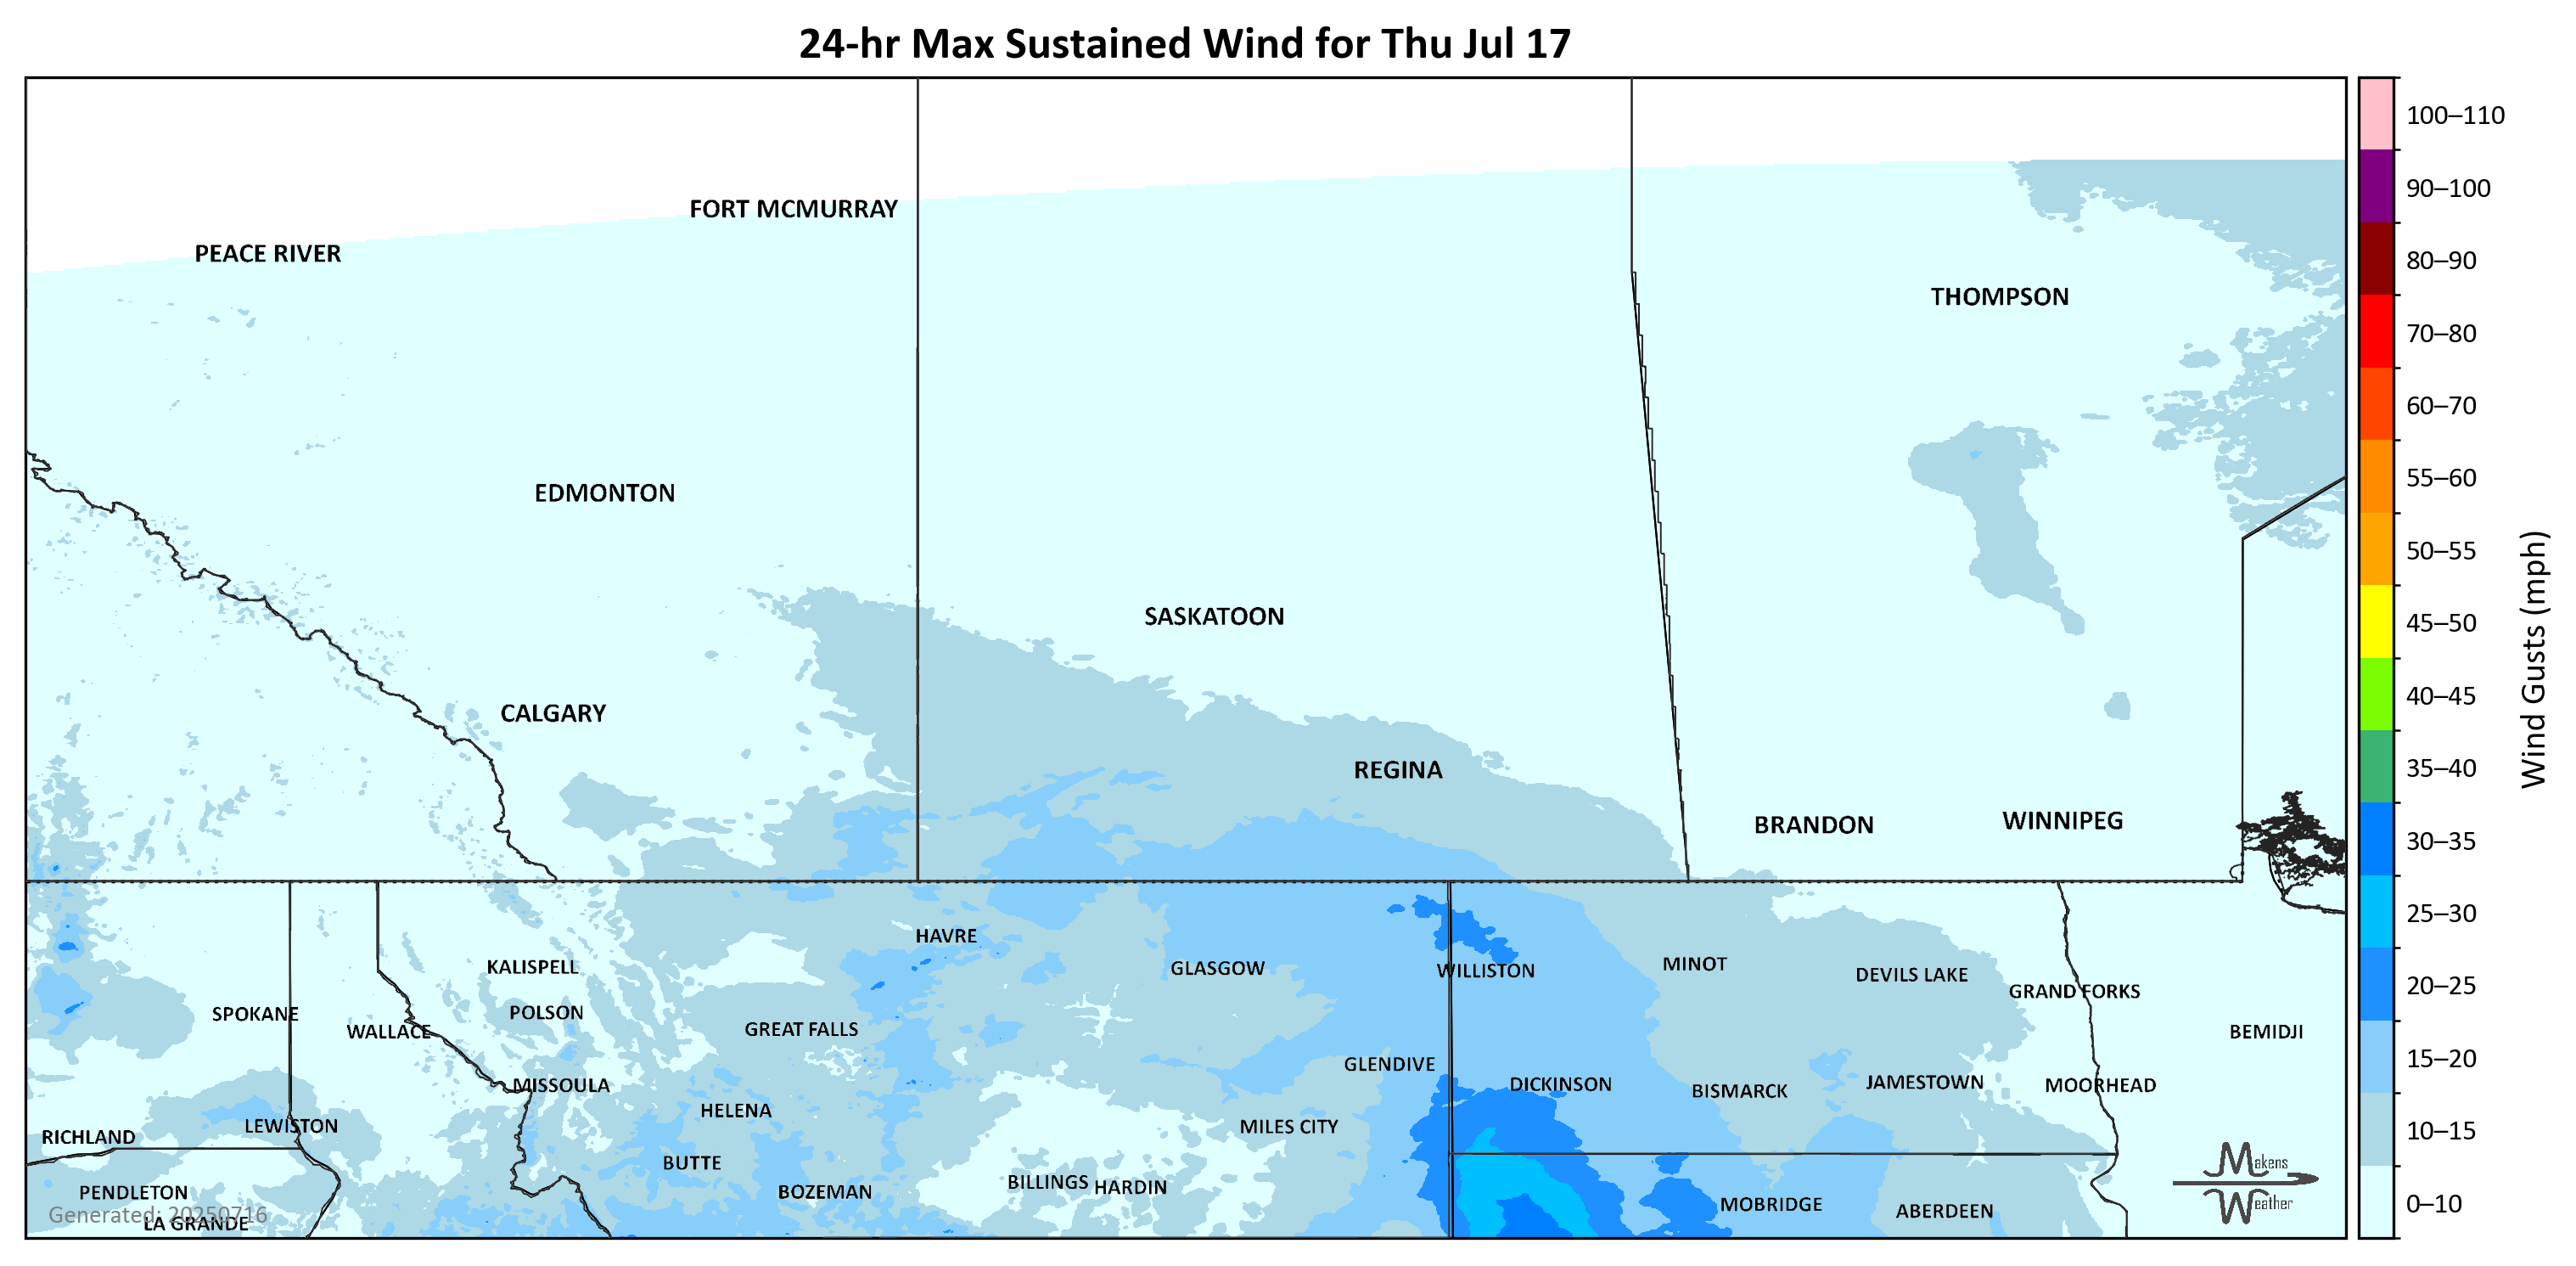 24-hr Max Sustained Wind for Thu Jul 17
FORT MCMURRAY
PEACE RIVER
THOMPSON
EDMONTON
SASKATOON
CALGARY
REGINA
BRANDON
WINNIPEG
HAVRE
KALISPELL
GLASGOW
WILLISTON
MINOT
DEVILS LAKE
GRAND FORKS
SPOKANE
POLSON
WALLACE
GREAT FALLS
BEMIDJI
GLENDIVE
MISSOULA
DICKINSON
BISMARCK
JAMESTOWN
MOORHEAD
HELENA
LEWISTON
MILES CITY
RICHLAND
BUTTE
BILLINGS
HARDIN
BOZEMAN
PENDLETON
MOBRIDGE
ABERDEEN
LA GRANDE
Generated: 20250716
Makens
Weather
100–110
90–100
80–90
70–80
60–70
55–60
50–55
45–50
40–45
35–40
30–35
25–30
20–25
15–20
10–15
0–10
Wind Gusts (mph)